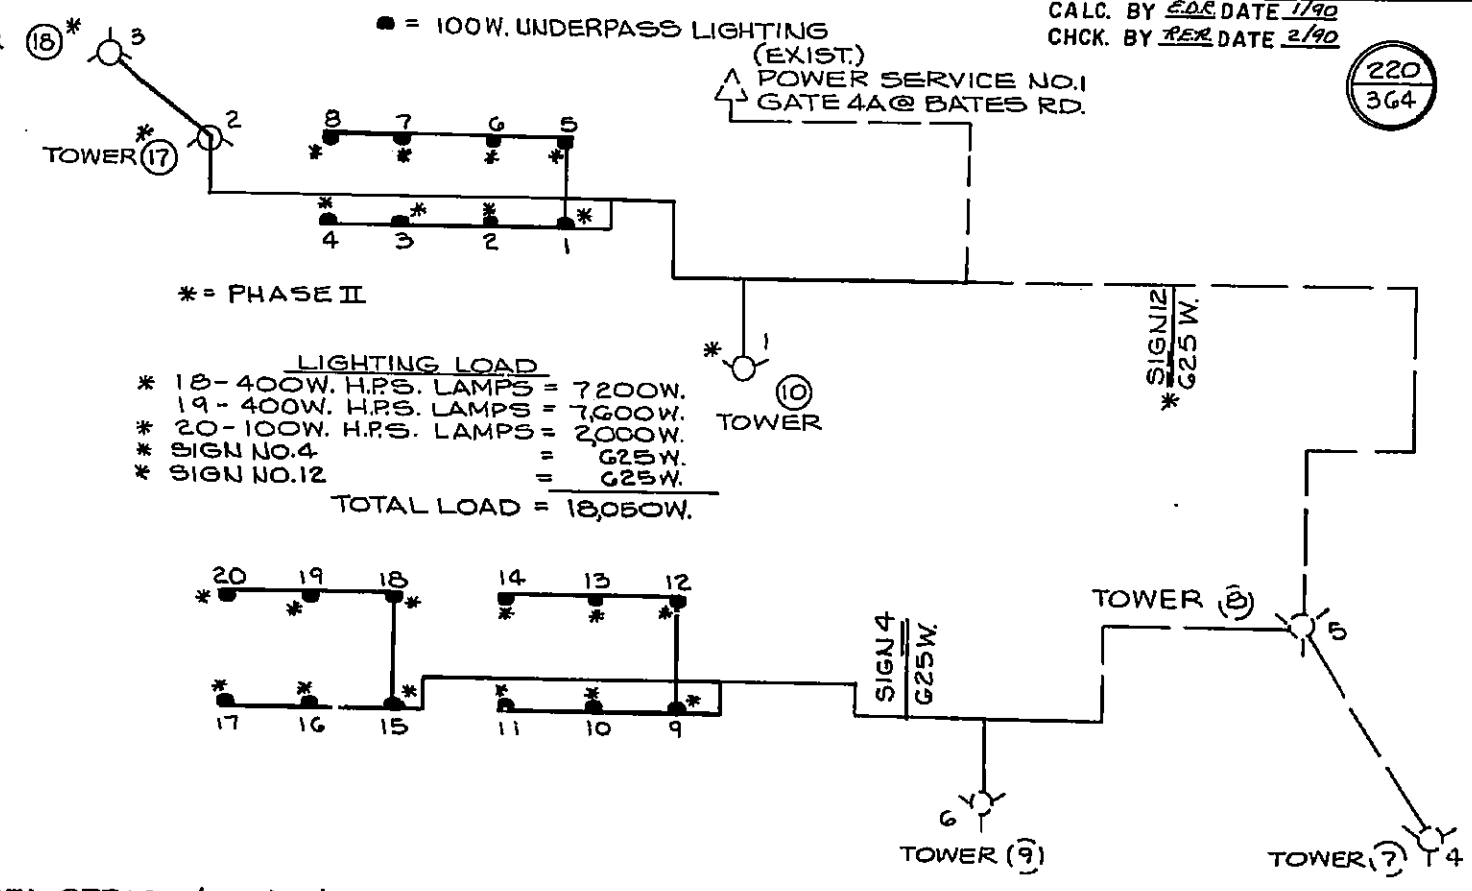 CALC. BY E.D.R. DATE 1/90
CHCK. BY R.E.R. DATE 2/90
220
364
● = 100W. UNDERPASS LIGHTING
(EXIST.)
POWER SERVICE NO.1
GATE 4A@ BATES RD.
18 * 3
* 2
TOWER 17
8 7 6 5
* * * *
* * * *
4 3 2 1
* = PHASE II
* 1
10
TOWER
SIGN 12
625 W.
*
LIGHTING LOAD
* 18-400W. H.P.S. LAMPS = 7200W.
19-400W. H.P.S. LAMPS = 7,600W.
* 20-100W. H.P.S. LAMPS = 2,000W.
* SIGN NO.4 = 625W.
* SIGN NO.12 = 625W.
TOTAL LOAD = 18,050W.
20 19 18 14 13 12
* * * * * *
* * * * * *
17 16 15 11 10 9
SIGN 4
625W.
TOWER (8)
5
6
TOWER (9)
TOWER (7) 4